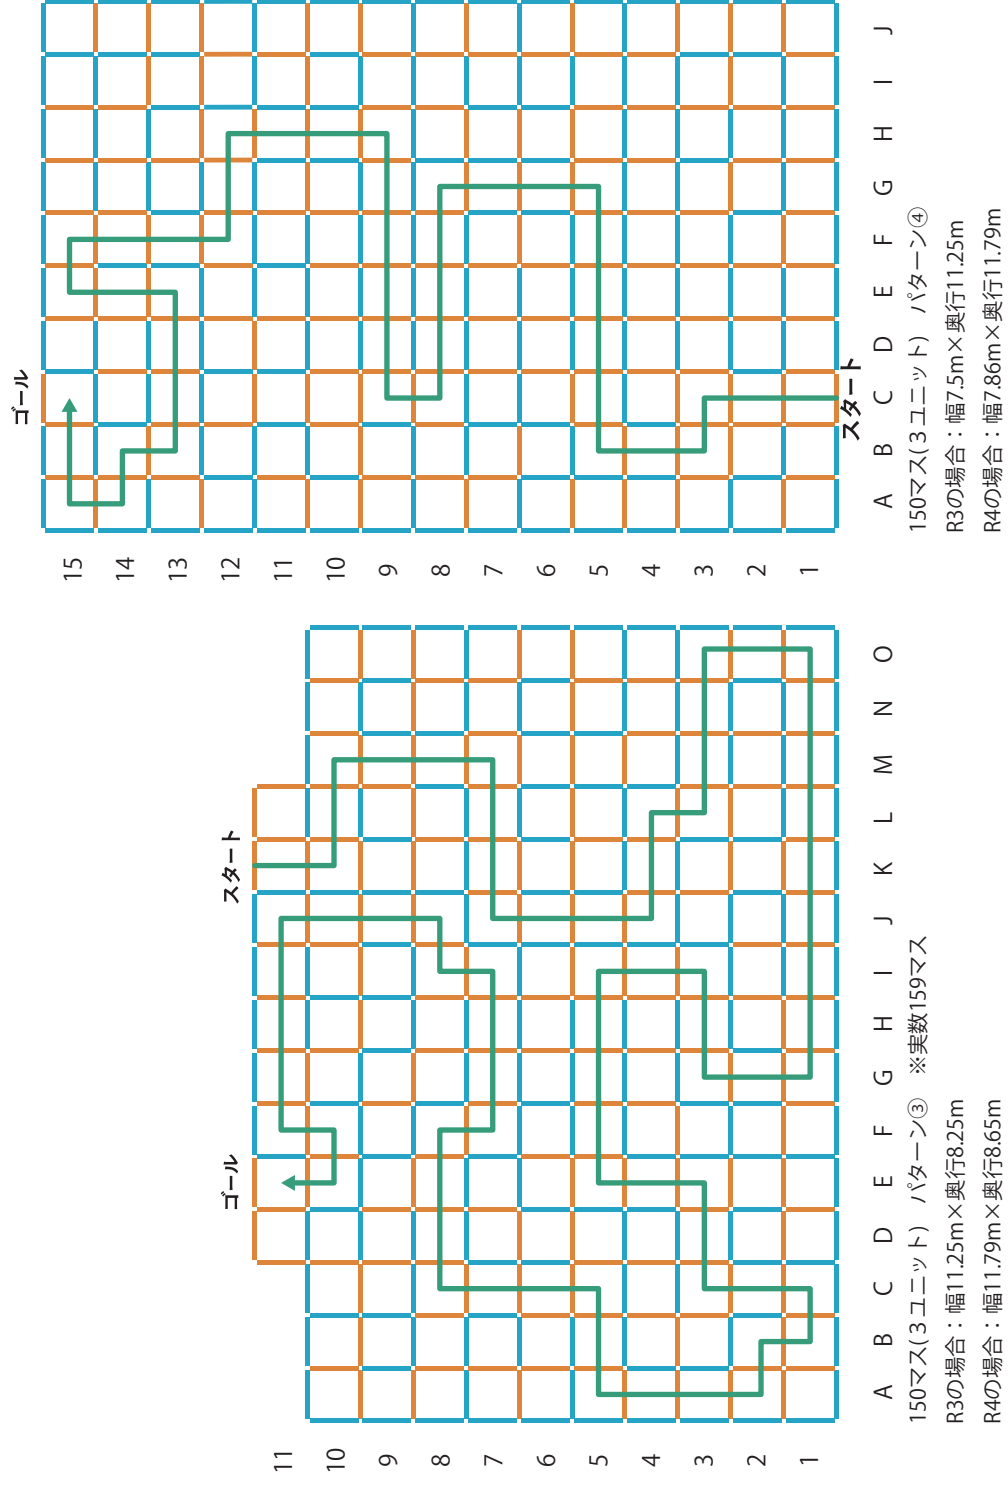 ゴール
スタート
15
14
13
12
11
10
9
8
7
6
5
4
3
2
1
A
B
C
D
E
F
G
H
I
J
150マス(3ユニット) パターン④
R3の場合：幅7.5m×奥行11.25m
R4の場合：幅7.86m×奥行11.79m
ゴール
スタート
11
10
9
8
7
6
5
4
3
2
1
A
B
C
D
E
F
G
H
I
J
K
L
M
N
O
150マス(3ユニット) パターン③ ※実数159マス
R3の場合：幅11.25m×奥行8.25m
R4の場合：幅11.79m×奥行8.65m